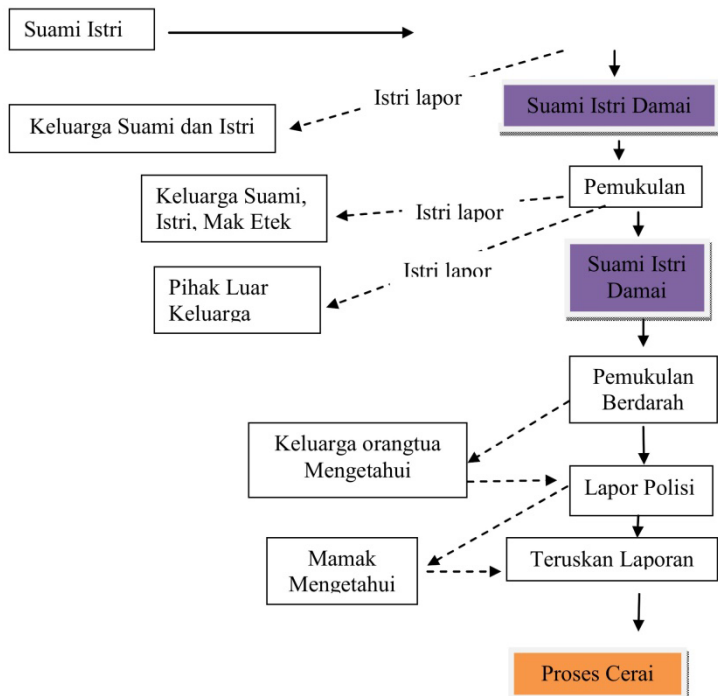 Suami Istri
Istri lapor
Suami Istri Damai
Keluarga Suami dan Istri
Pemukulan
Keluarga Suami,
Istri, Mak Etek
Istri lapor
Suami Istri
Damai
Istri lapor
Pihak Luar
Keluarga
Pemukulan
Berdarah
Keluarga orangtua
Mengetahui
Lapor Polisi
Mamak
Mengetahui
Teruskan Laporan
Proses Cerai